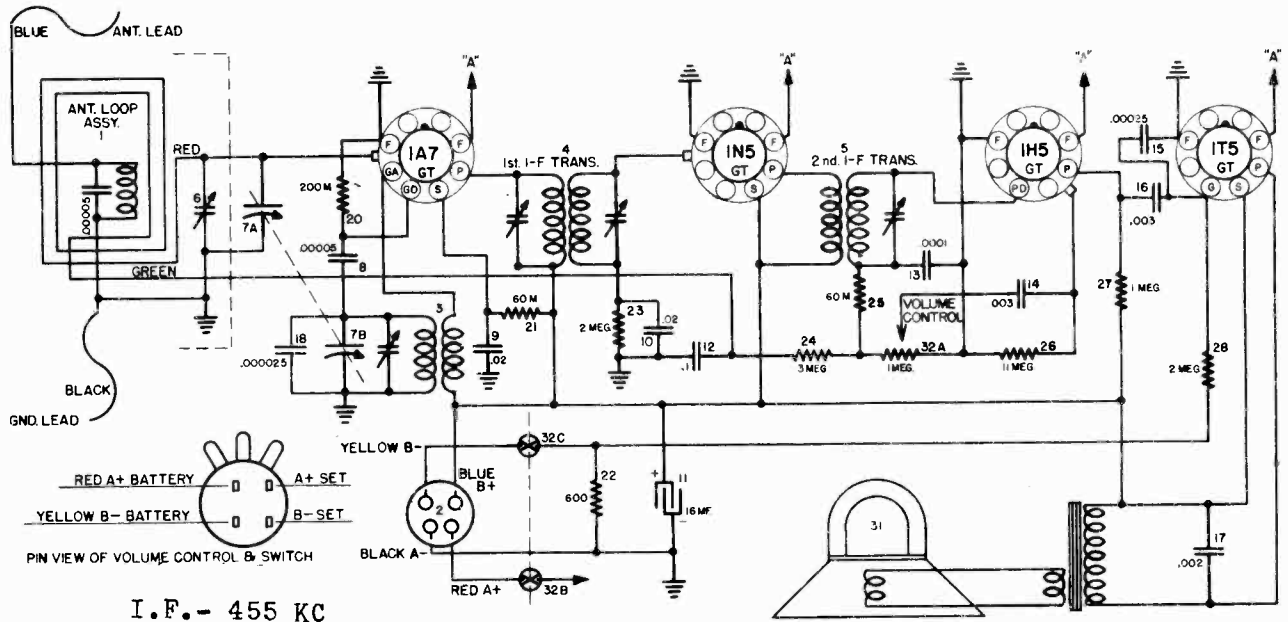 BLUE
ANT. LEAD
ANT. LOOP
ASSY.
1
.00005
RED
GREEN
BLACK
GND. LEAD
6
7A
"A"
F
F
GA
GO
S
P
1A7
GT
200M
20
.00005
8
18
.000025
7B
3
9
.02
60M
21
4
1st. I-F TRANS.
"A"
F
F
P
S
1N5
GT
23
2 MEG.
.02
10
.1
12
5
2nd. I-F TRANS.
60M
25
.0001
13
24
3 MEG
VOLUME
CONTROL
32A
1 MEG.
.003
14
26
11 MEG
"A"
F
F
PD
P
1H5
GT
27
1 MEG
.00025
15
16
.003
"A"
F
F
G
S
P
1T5
GT
28
2 MEG
YELLOW B-
32C
BLUE
B+
2
BLACK A-
RED A+
32B
22
600
+
11
16 MF.
31
17
.002
RED A+ BATTERY
A+ SET
YELLOW B- BATTERY
B- SET
PIN VIEW OF VOLUME CONTROL & SWITCH
I.F.- 455 KC